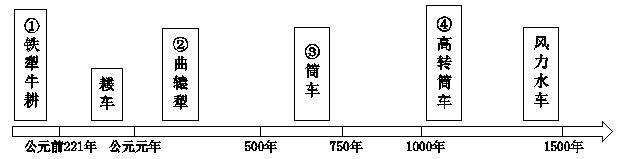 ①铁犁牛耕
耧车
②曲辕犁
③筒车
④高转筒车
风力水车
公元前221年 公元元年 500年 750年 1000年 1500年